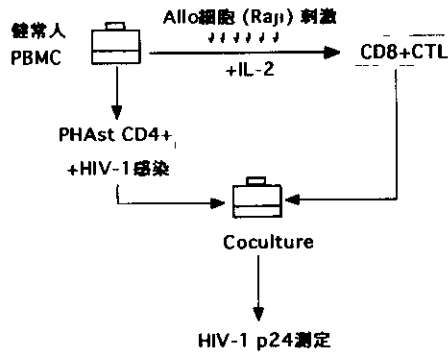 健常人
PBMC
Allo細胞 (Raji) 刺激
+IL-2
CD8+CTL
PHAst CD4+
+HIV-1感染
Coculture
HIV-1 p24測定